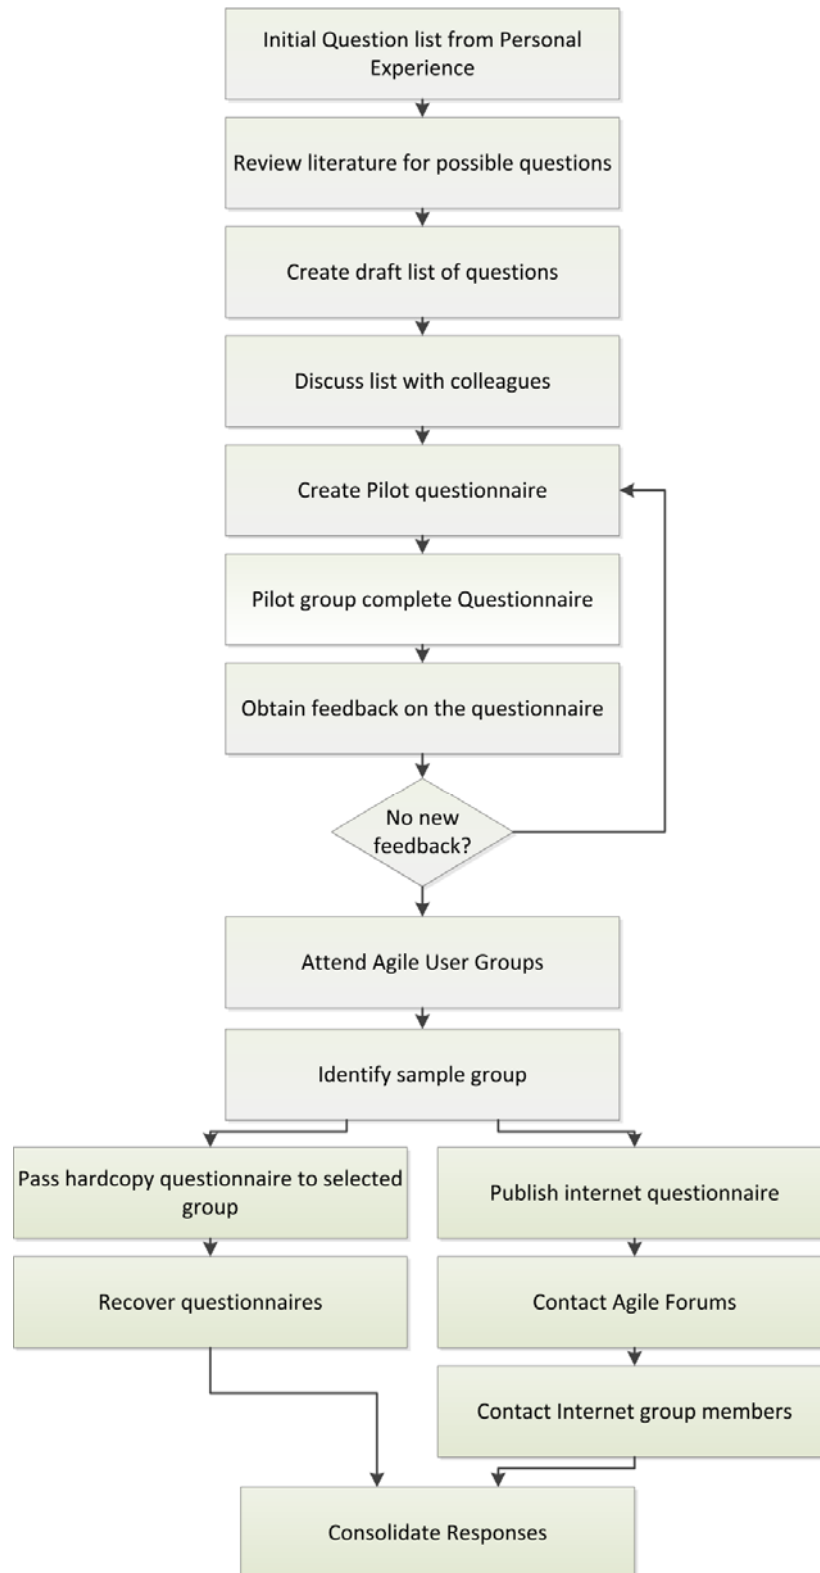 Initial Question list from Personal
Experience
Review literature for possible questions
Create draft list of questions
Discuss list with colleagues
Create Pilot questionnaire
Pilot group complete Questionnaire
Obtain feedback on the questionnaire
No new
feedback?
Attend Agile User Groups
Identify sample group
Pass hardcopy questionnaire to selected
group
Recover questionnaires
Publish internet questionnaire
Contact Agile Forums
Contact Internet group members
Consolidate Responses